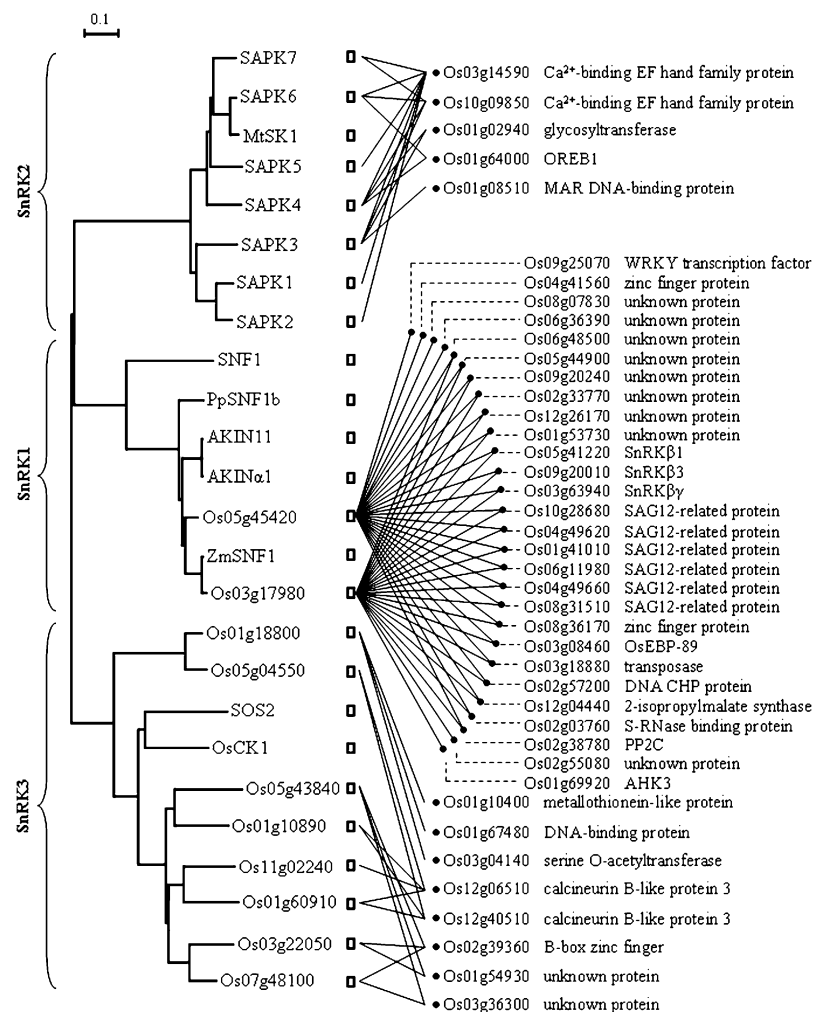 0.1
SnRK2
SAPK7
SAPK6
MtSK1
SAPK5
SAPK4
SAPK3
SAPK1
SAPK2
Os03g14590 Ca²⁺-binding EF hand family protein
Os10g09850 Ca²⁺-binding EF hand family protein
Os01g02940 glycosyltransferase
Os01g64000 OREB1
Os01g08510 MAR DNA-binding protein
SnRK1
SNF1
PpSNF1b
AKIN11
AKINα1
Os05g45420
ZmSNF1
Os03g17980
Os09g25070 WRKY transcription factor
Os04g41560 zinc finger protein
Os08g07830 unknown protein
Os06g36390 unknown protein
Os06g48500 unknown protein
Os05g44900 unknown protein
Os09g20240 unknown protein
Os02g33770 unknown protein
Os12g26170 unknown protein
Os01g53730 unknown protein
Os05g41220 SnRKβ1
Os09g20010 SnRKβ3
Os03g63940 SnRKβγ
Os10g28680 SAG12-related protein
Os04g49620 SAG12-related protein
Os01g41010 SAG12-related protein
Os06g11980 SAG12-related protein
Os04g49660 SAG12-related protein
Os08g31510 SAG12-related protein
Os08g36170 zinc finger protein
Os03g08460 OsEBP-89
Os03g18880 transposase
Os02g57200 DNA CHP protein
Os12g04440 2-isopropylmalate synthase
Os02g03760 S-RNase binding protein
Os02g38780 PP2C
Os02g55080 unknown protein
Os01g69920 AHK3
SnRK3
Os01g18800
Os05g04550
SOS2
OsCK1
Os05g43840
Os01g10890
Os11g02240
Os01g60910
Os03g22050
Os07g48100
Os01g10400 metallothionein-like protein
Os01g67480 DNA-binding protein
Os03g04140 serine O-acetyltransferase
Os12g06510 calcineurin B-like protein 3
Os12g40510 calcineurin B-like protein 3
Os02g39360 B-box zinc finger
Os01g54930 unknown protein
Os03g36300 unknown protein